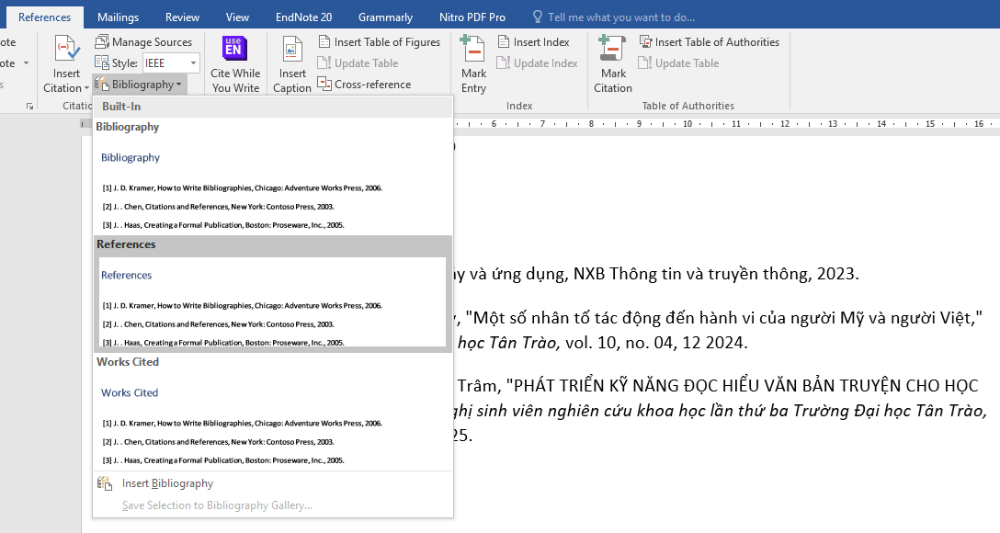 References Mailings Review View EndNote 20 Grammarly Nitro PDF Pro Tell me what you want to do...
ote
ote
s
Insert
Citation
Manage Sources
Style: IEEE
Bibliography
Citatio
use
EN
Cite While
You Write
Insert
Caption
Insert Table of Figures
Update Table
Cross-reference
Mark
Entry
Insert Index
Update Index
Index
Mark
Citation
Insert Table of Authorities
Update Table
Table of Authorities
6 7 8 9 10 11 12 13 14 15 16
Built-In
Bibliography
Bibliography
[1] J. D. Kramer, How to Write Bibliographies, Chicago: Adventure Works Press, 2006.
[2] J. . Chen, Citations and References, New York: Contoso Press, 2003.
[3] J. . Haas, Creating a Formal Publication, Boston: Proseware, Inc., 2005.
References
References
[1] J. D. Kramer, How to Write Bibliographies, Chicago: Adventure Works Press, 2006.
[2] J. . Chen, Citations and References, New York: Contoso Press, 2003.
[3] J. . Haas, Creating a Formal Publication, Boston: Proseware, Inc., 2005.
Works Cited
Works Cited
[1] J. D. Kramer, How to Write Bibliographies, Chicago: Adventure Works Press, 2006.
[2] J. . Chen, Citations and References, New York: Contoso Press, 2003.
[3] J. . Haas, Creating a Formal Publication, Boston: Proseware, Inc., 2005.
Insert Bibliography
Save Selection to Bibliography Gallery...
và ứng dụng, NXB Thông tin và truyền thông, 2023.
"Một số nhân tố tác động đến hành vi của người Mỹ và người Việt,"
học Tân Trào, vol. 10, no. 04, 12 2024.
Trâm, "PHÁT TRIỂN KỸ NĂNG ĐỌC HIỂU VĂN BẢN TRUYỆN CHO HỌC
sinh viên nghiên cứu khoa học lần thứ ba Trường Đại học Tân Trào,
25.